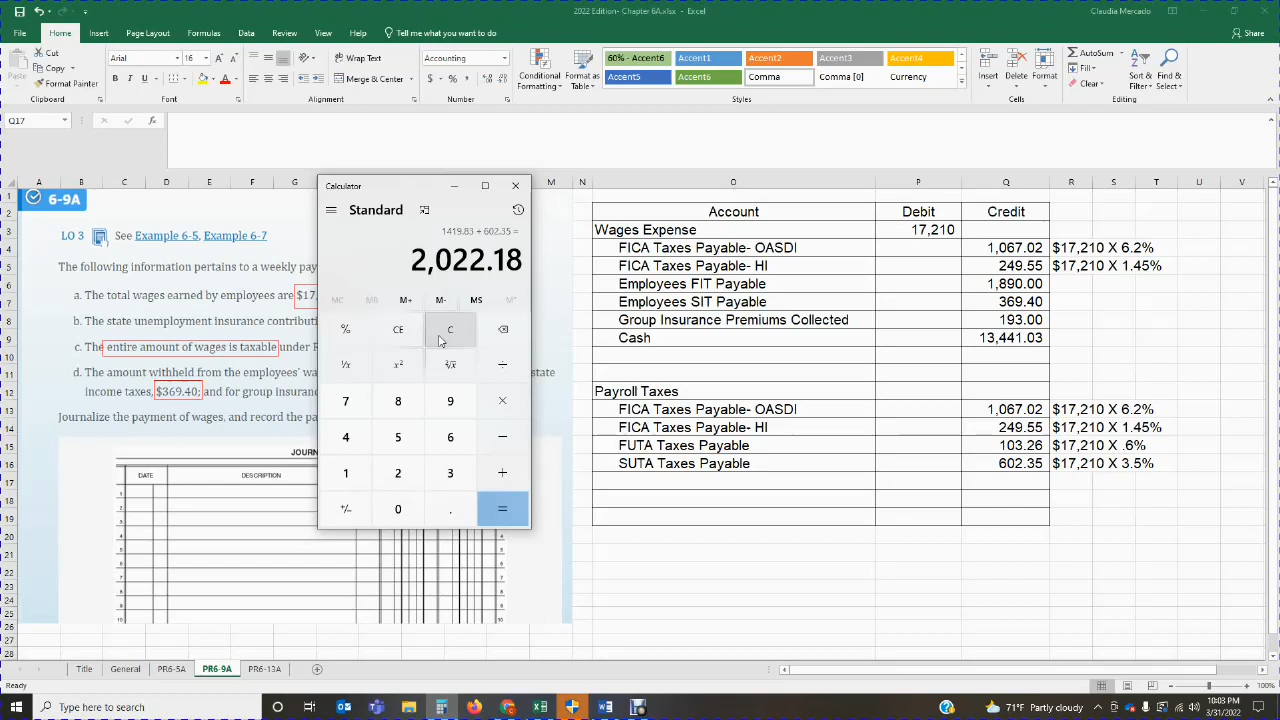 2022 Edition- Chapter 6A.xlsx - Excel
Claudia Mercado
File Home Insert Page Layout Formulas Data Review View Help Tell me what you want to do Share
Paste Cut Copy Format Painter Clipboard
Arial 16 B I U Font
Wrap Text Merge & Center Alignment
Accounting $ % Number
Conditional Formatting Format as Table
60% - Accent6 Accent1 Accent2 Accent3 Accent4
Accent5 Accent6 Comma Comma [0] Currency
Styles
Insert Delete Format Cells
AutoSum Fill Clear Sort & Filter Find & Select Editing
Q17 fx
A B C D E F G M N O P Q R S T U V
6-9A
LO 3 See Example 6-5, Example 6-7
The following information pertains to a weekly pay
a. The total wages earned by employees are $17,
b. The state unemployment insurance contributi
c. The entire amount of wages is taxable under F
d. The amount withheld from the employees' wa
state
income taxes, $369.40; and for group insuranc
Journalize the payment of wages, and record the pa
JOURN
DATE DESCRIPTION
Calculator
Standard
1419.83 + 602.35 =
2,022.18
MC MR M+ M- MS M˅
% CE C
¹/x x² ²√x ÷
7 8 9 ×
4 5 6 −
1 2 3 +
+/− 0 . =
Account Debit Credit
Wages Expense 17,210
FICA Taxes Payable- OASDI 1,067.02 $17,210 X 6.2%
FICA Taxes Payable- HI 249.55 $17,210 X 1.45%
Employees FIT Payable 1,890.00
Employees SIT Payable 369.40
Group Insurance Premiums Collected 193.00
Cash 13,441.03
Payroll Taxes
FICA Taxes Payable- OASDI 1,067.02 $17,210 X 6.2%
FICA Taxes Payable- HI 249.55 $17,210 X 1.45%
FUTA Taxes Payable 103.26 $17,210 X .6%
SUTA Taxes Payable 602.35 $17,210 X 3.5%
Title General PR6-5A PR6-9A PR6-13A
Ready 100%
Type here to search
71°F Partly cloudy
10:03 PM
3/31/2022